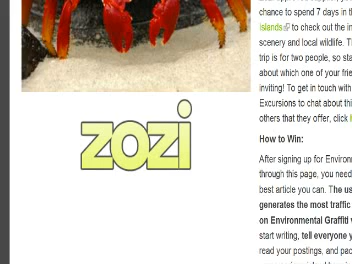 chance to spend 7 days in th
Islands to check out the in
scenery and local wildlife. Th
trip is for two people, so sta
about which one of your frie
inviting! To get in touch with
Excursions to chat about thi
others that they offer, click
zozi
How to Win:
After signing up for Environ
through this page, you need
best article you can. The us
generates the most traffic
on Environmental Graffiti v
start writing, tell everyone y
read your postings, and pac